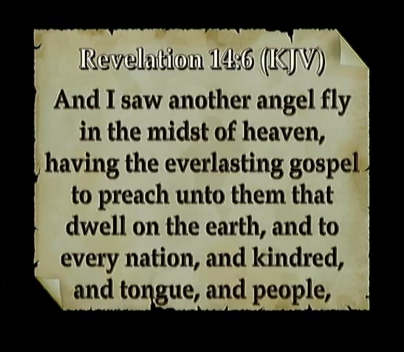 Revelation 14:6 (KJV)
And I saw another angel fly
in the midst of heaven,
having the everlasting gospel
to preach unto them that
dwell on the earth, and to
every nation, and kindred,
and tongue, and people,